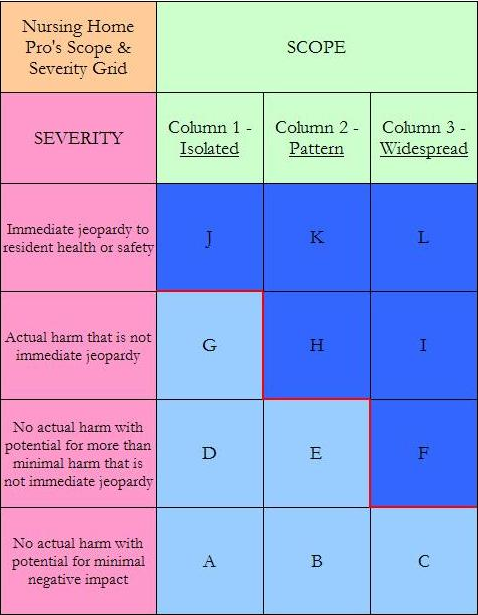 Nursing Home
Pro's Scope &
Severity Grid
SCOPE
SEVERITY
Column 1 -
Isolated
Column 2 -
Pattern
Column 3 -
Widespread
Immediate jeopardy to
resident health or safety
J
K
L
Actual harm that is not
immediate jeopardy
G
H
I
No actual harm with
potential for more than
minimal harm that is
not immediate jeopardy
D
E
F
No actual harm with
potential for minimal
negative impact
A
B
C